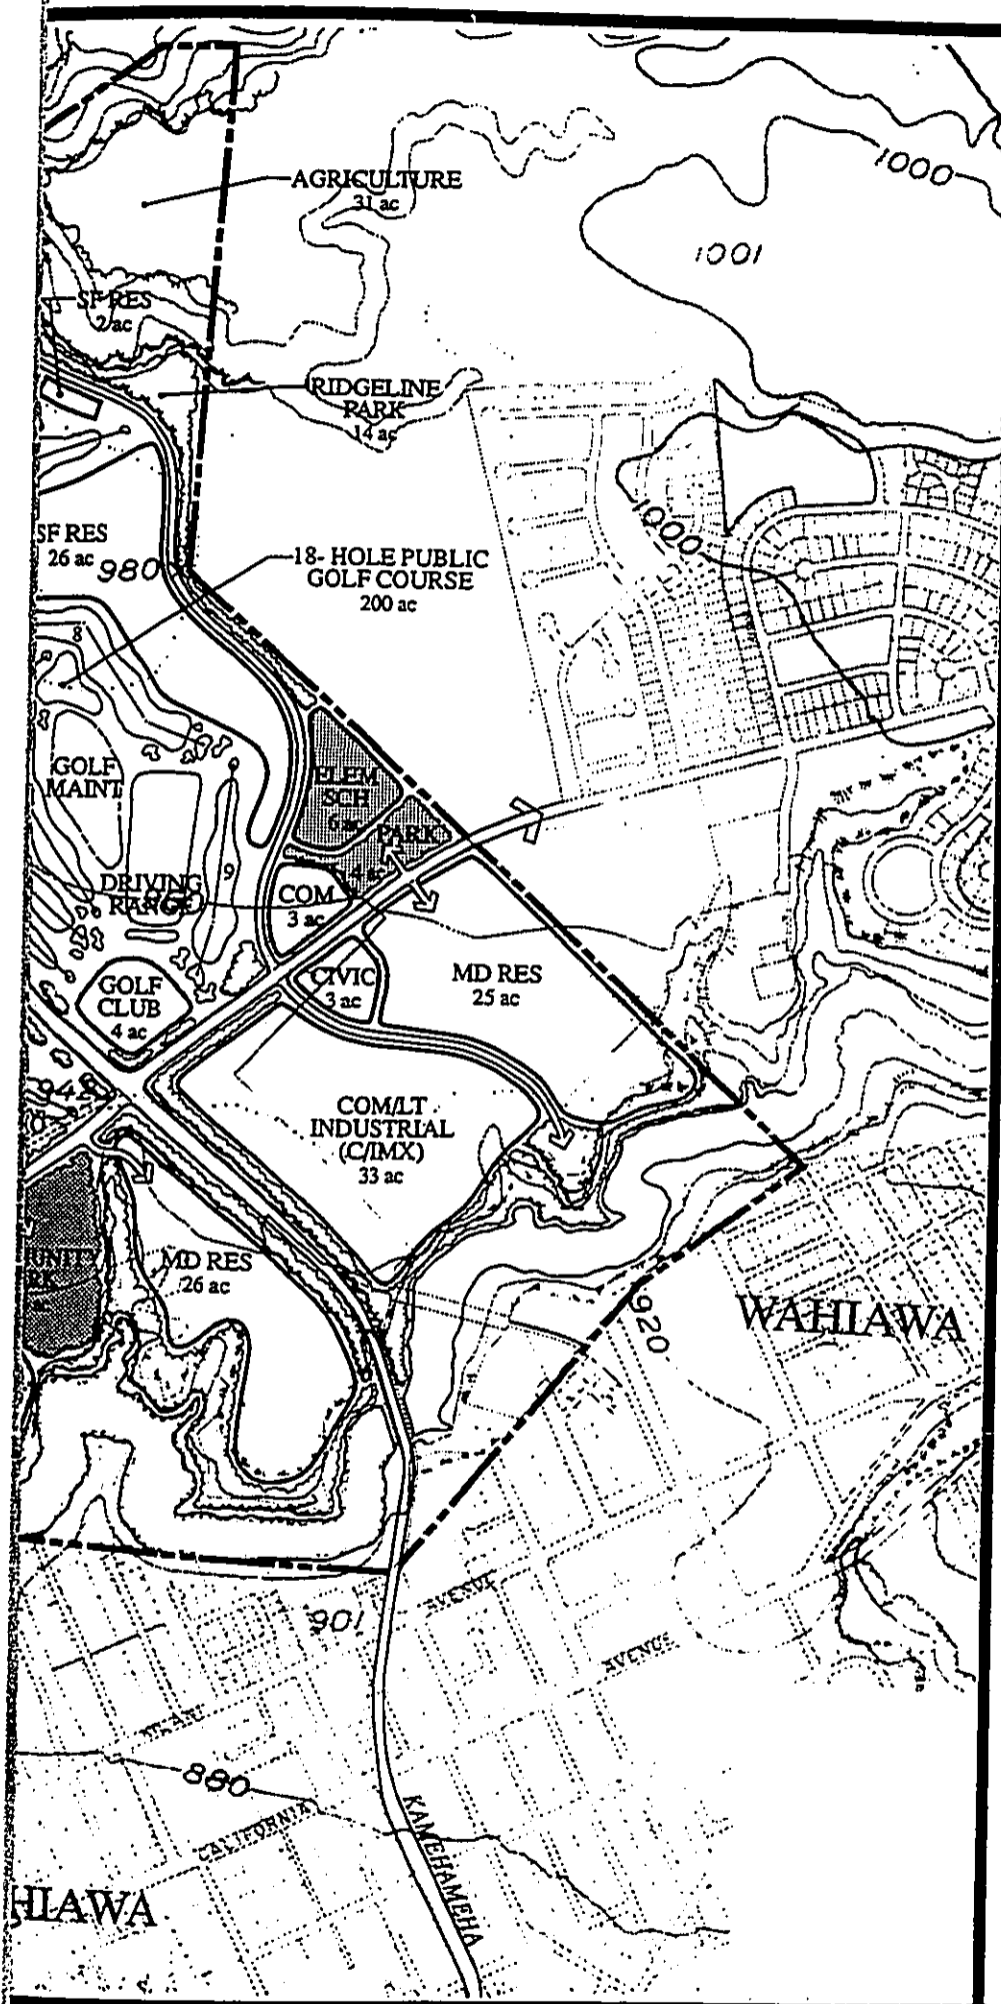 1000
AGRICULTURE
31 ac
1001
SF RES
2 ac
RIDGELINE
PARK
14 ac
1000
SF RES
26 ac
980
18- HOLE PUBLIC
GOLF COURSE
200 ac
8
GOLF
MAINT
ELEM
SCH
6 ac
PARK
4 ac
DRIVING
RANGE
9
COM
3 ac
GOLF
CLUB
4 ac
CIVIC
3 ac
MD RES
25 ac
942
COM/LT
INDUSTRIAL
(C/IMX)
33 ac
MD RES
26 ac
920
WAHIAWA
901
AVENUE
AVENUE
880
CALIFORNIA
KAMEHAMEHA
HIAWA